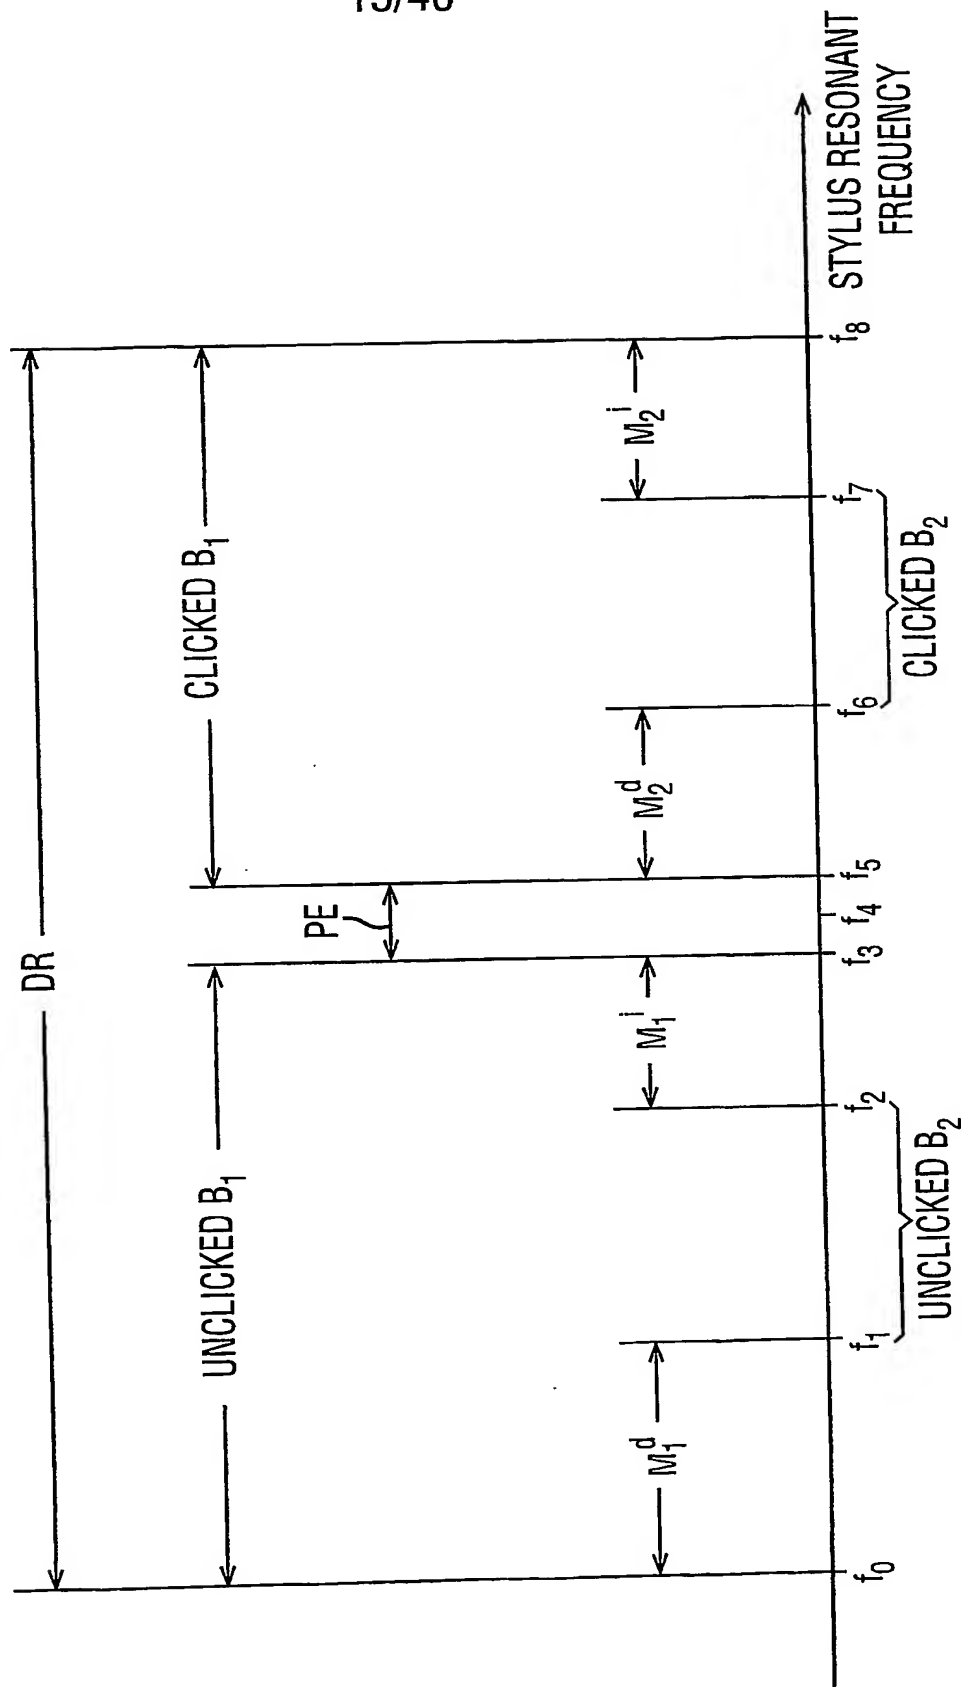 DR
UNCLICKED B₁
CLICKED B₁
PE
M₁ᵈ
M₁ⁱ
M₂ᵈ
M₂ⁱ
f₀
f₁
f₂
f₃
f₄
f₅
f₆
f₇
f₈
STYLUS RESONANT
FREQUENCY
UNCLICKED B₂
CLICKED B₂